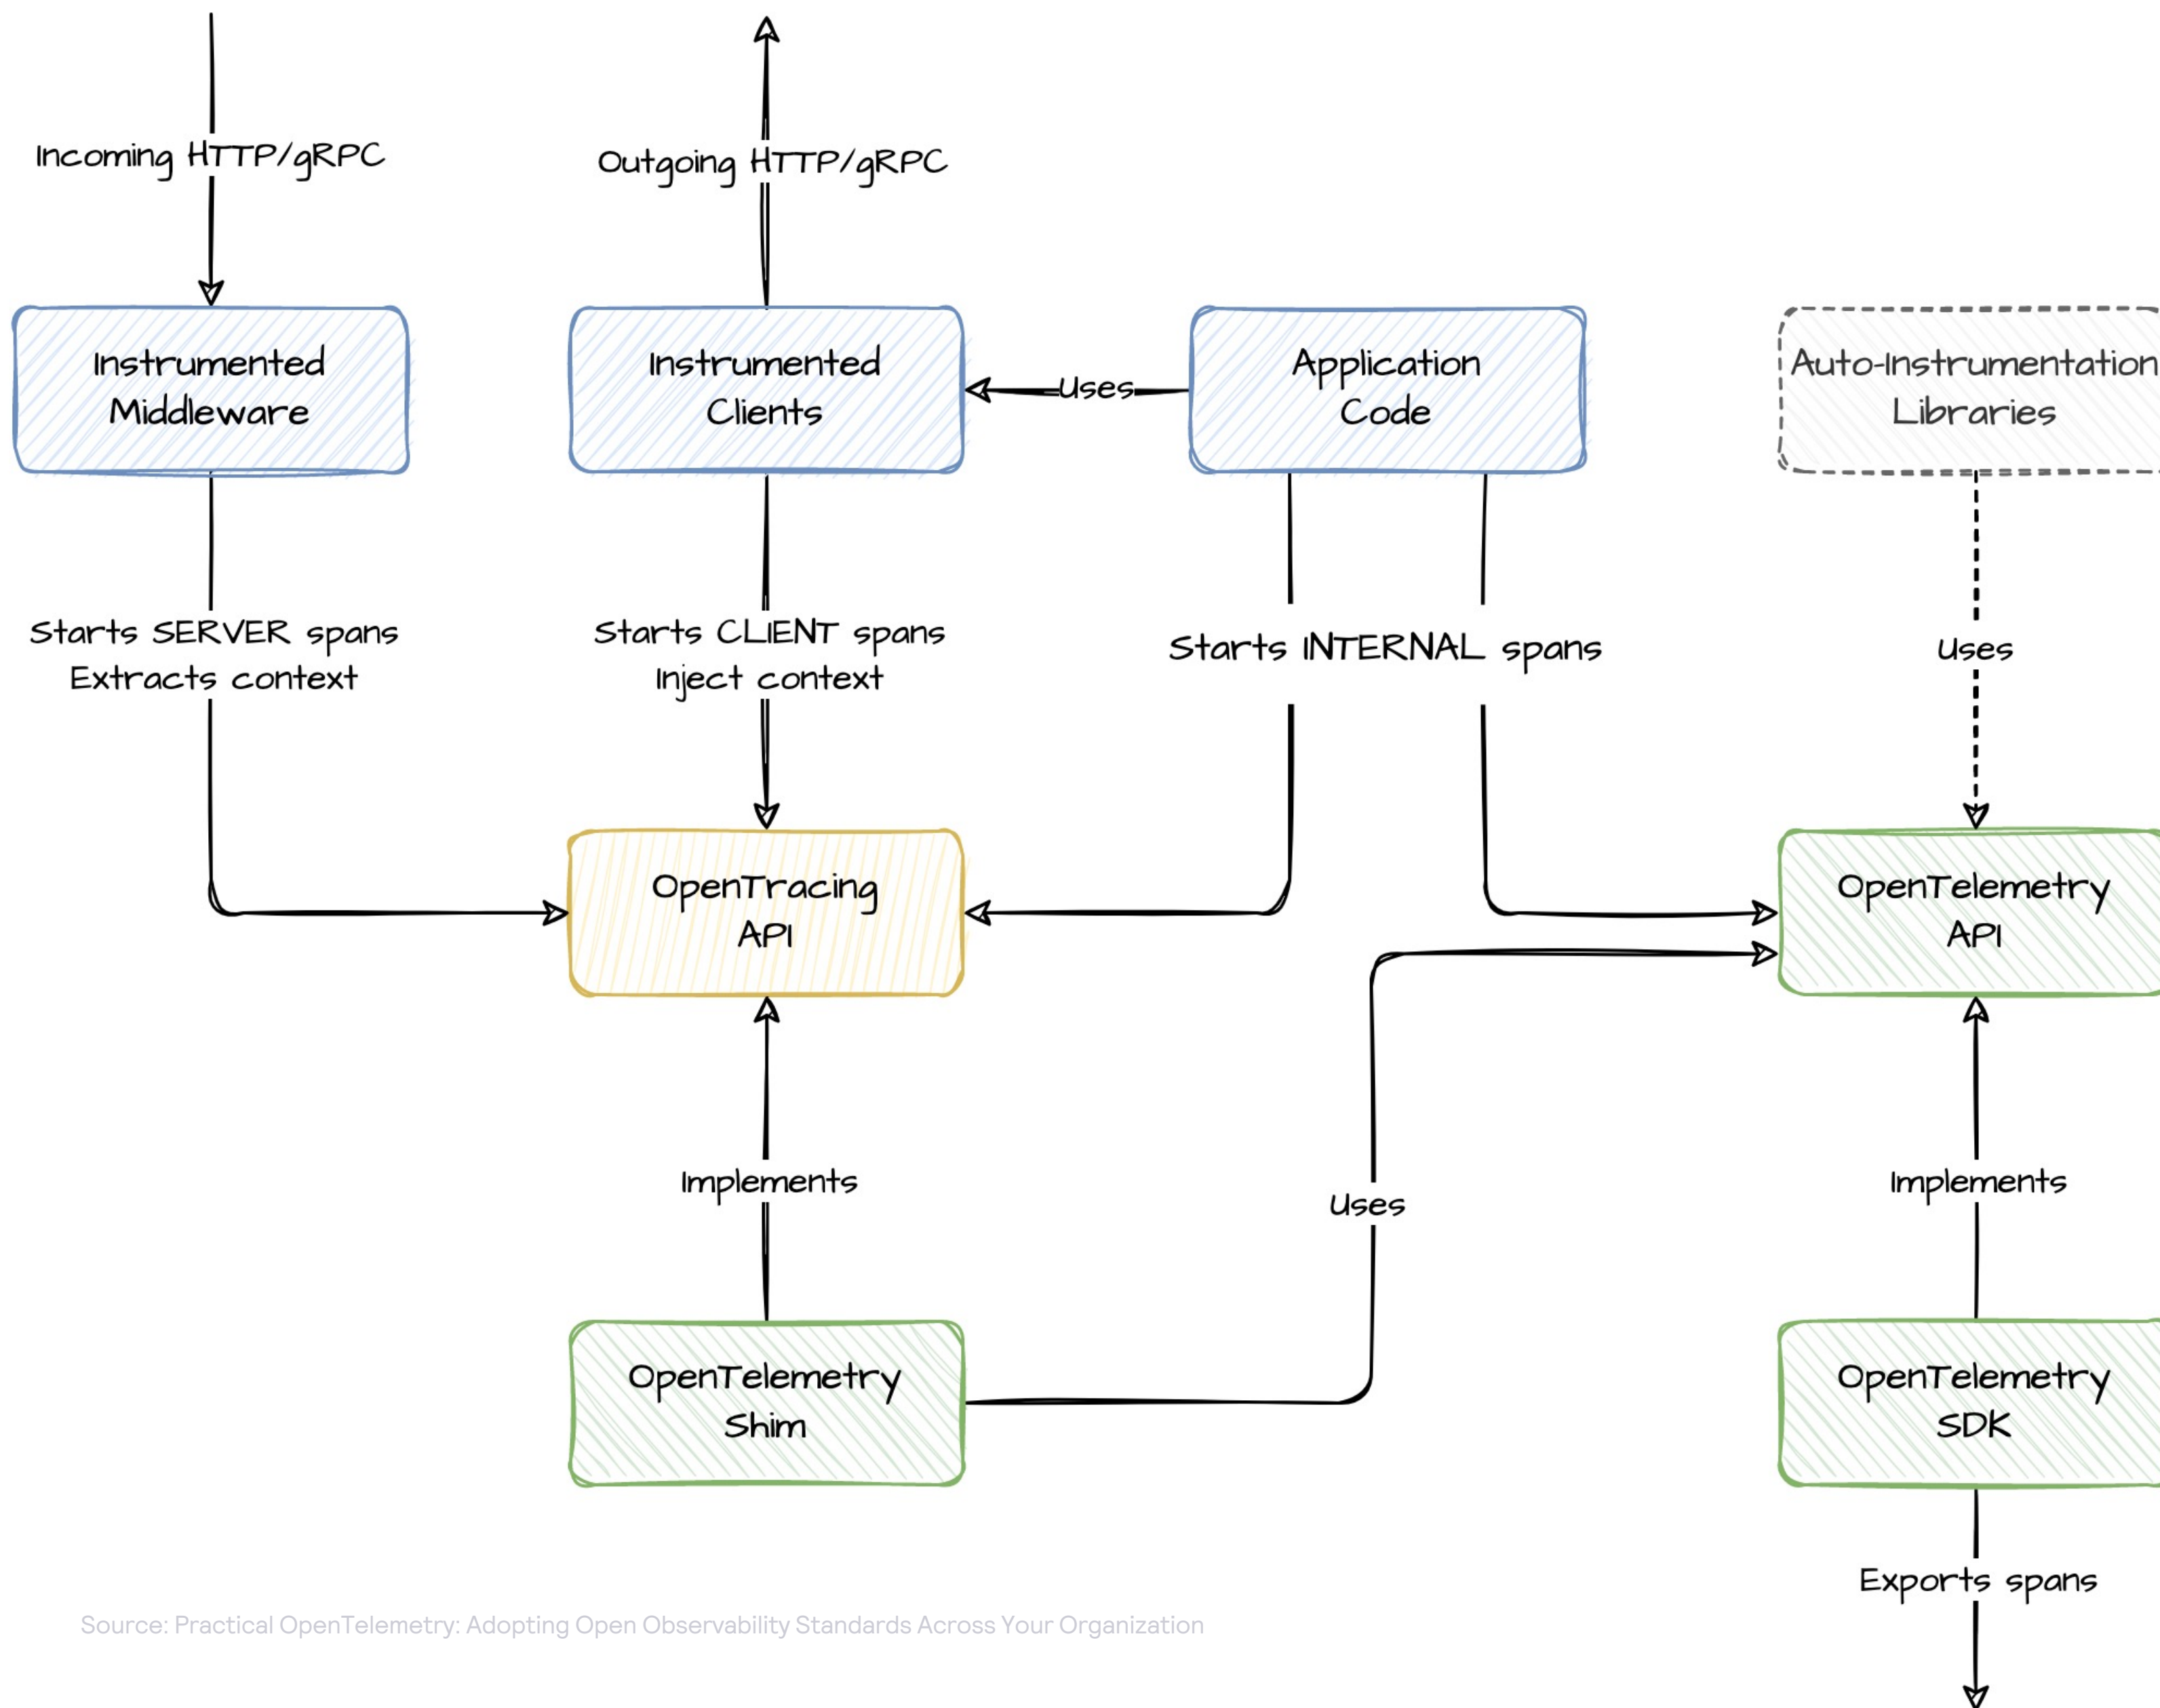 Incoming HTTP/gRPC
Outgoing HTTP/gRPC
Instrumented
Middleware
Instrumented
Clients
Uses
Application
Code
Auto-Instrumentation
Libraries
Starts SERVER spans
Extracts context
Starts CLIENT spans
Inject context
Starts INTERNAL spans
Uses
OpenTracing
API
OpenTelemetry
API
Implements
Uses
Implements
OpenTelemetry
Shim
OpenTelemetry
SDK
Exports spans
Source: Practical OpenTelemetry: Adopting Open Observability Standards Across Your Organization